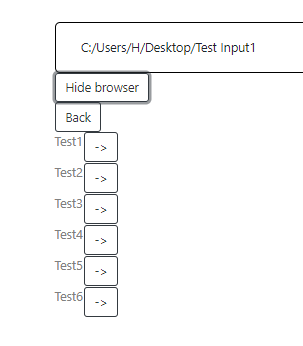 C:/Users/H/Desktop/Test Input1
Hide browser
Back
Test1 ->
Test2 ->
Test3 ->
Test4 ->
Test5 ->
Test6 ->